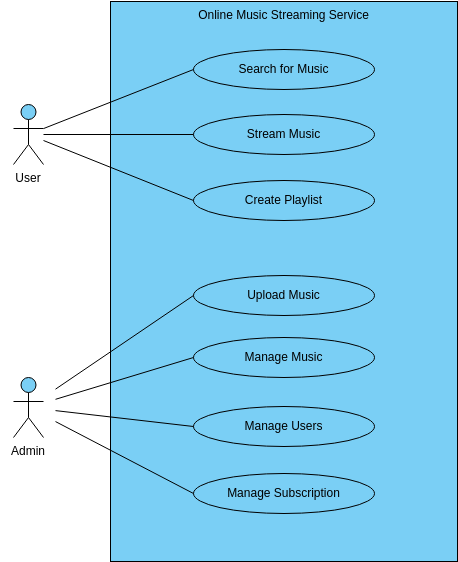 Online Music Streaming Service
Search for Music
Stream Music
User
Create Playlist
Upload Music
Manage Music
Manage Users
Admin
Manage Subscription